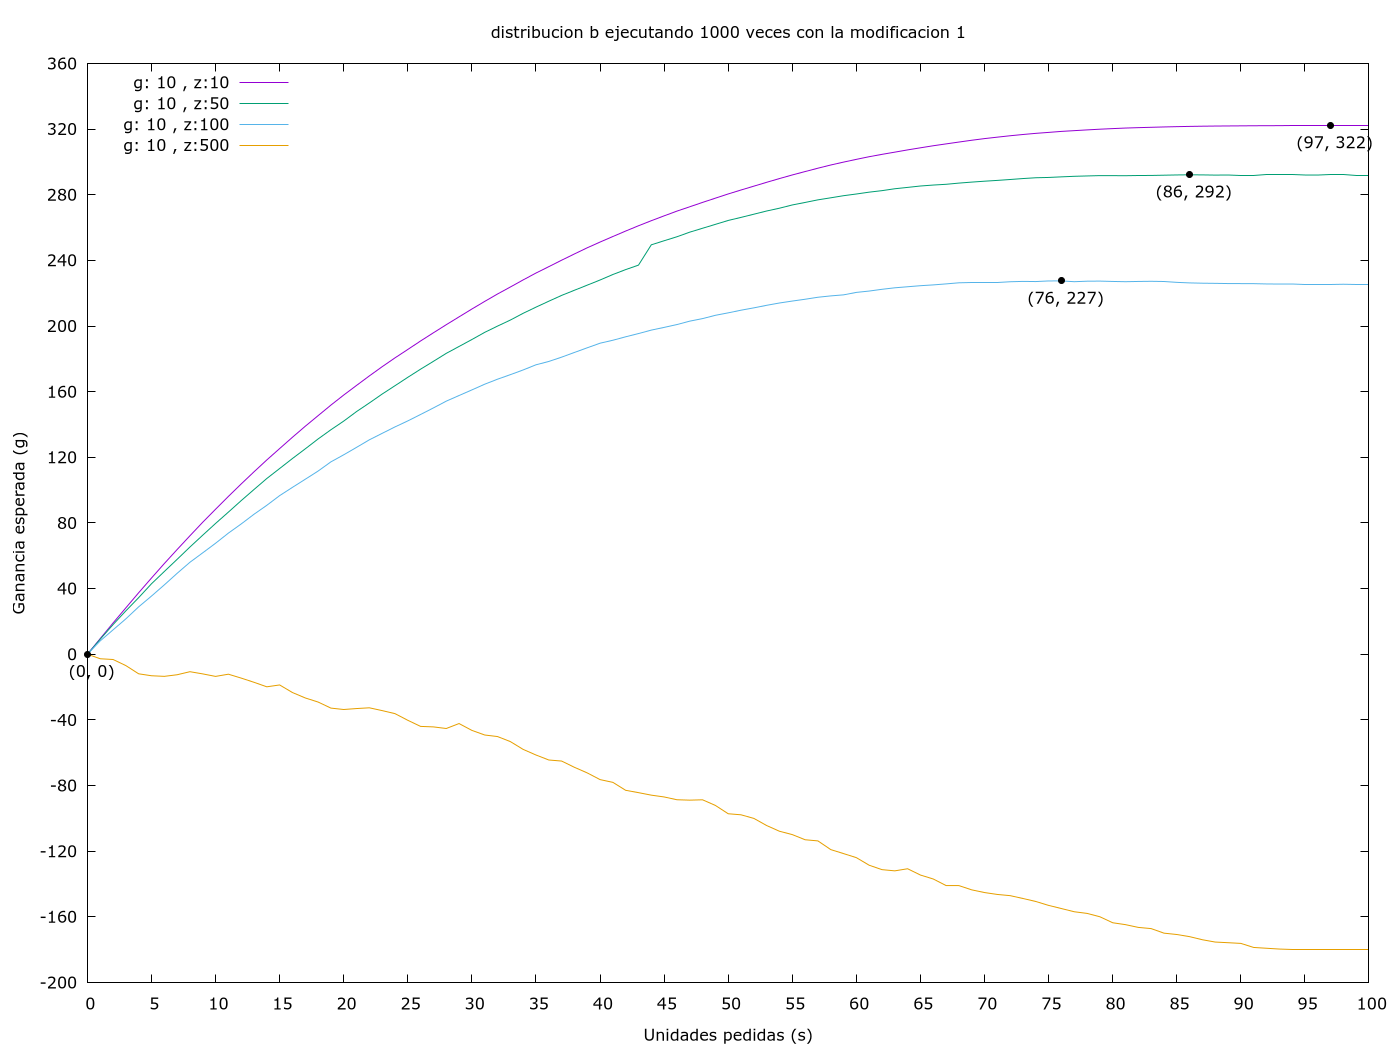 distribucion b ejecutando 1000 veces con la modificacion 1
360
320
280
240
200
160
120
80
40
0
-40
-80
-120
-160
-200
g: 10 , z:10
g: 10 , z:50
g: 10 , z:100
g: 10 , z:500
(97, 322)
(86, 292)
(76, 227)
(0, 0)
Ganancia esperada (g)
0 5 10 15 20 25 30 35 40 45 50 55 60 65 70 75 80 85 90 95 100
Unidades pedidas (s)